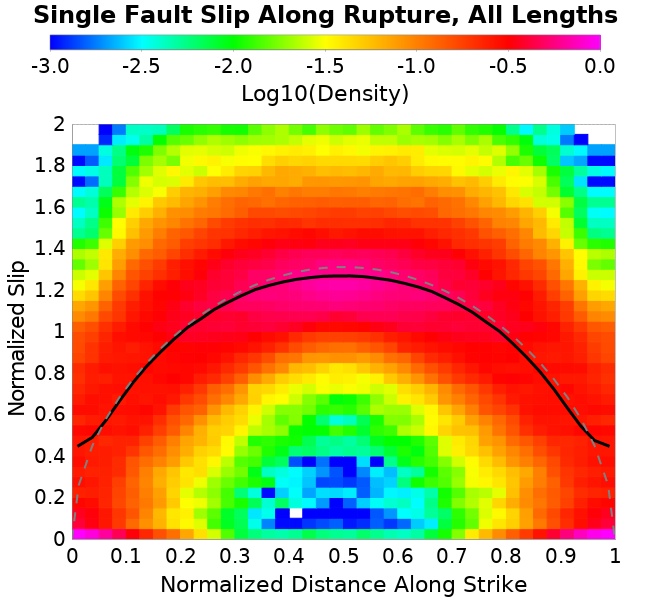 Single Fault Slip Along Rupture, All Lengths
-3.0 -2.5 -2.0 -1.5 -1.0 -0.5 0.0
Log10(Density)
2
1.8
1.6
1.4
1.2
1
0.8
0.6
0.4
0.2
0
Normalized Slip
0 0.1 0.2 0.3 0.4 0.5 0.6 0.7 0.8 0.9 1
Normalized Distance Along Strike